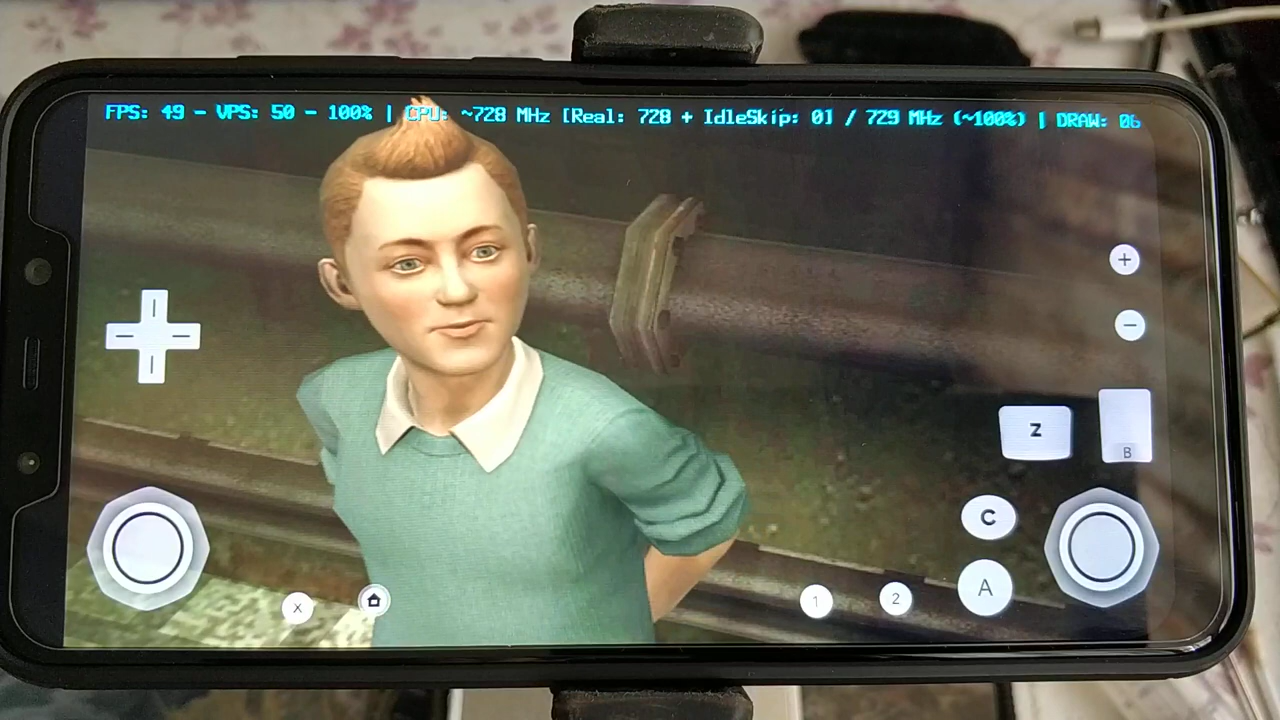 FPS: 49 - VPS: 50 - 100% | CPU: ~728 MHz [Real: 728 + IdleSkip: 0] / 729 MHz (~100%) | DRAW: 06
+
-
Z
B
C
A
X
1
2